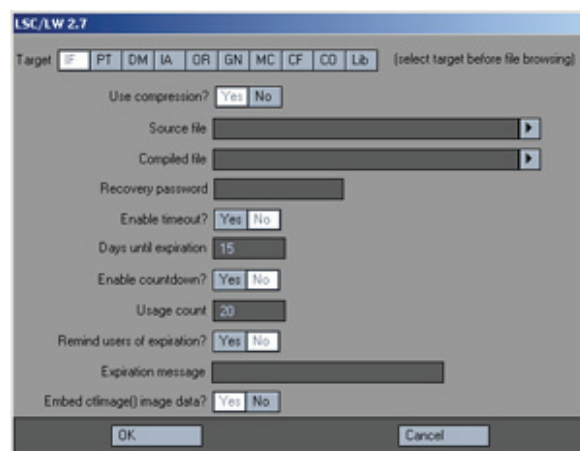 LSC/LW 2.7
Target IF PT DM IA OR GN MC CF CO Lib (select target before file browsing)
Use compression? Yes No
Source file
Compiled file
Recovery password
Enable timeout? Yes No
Days until expiration 15
Enable countdown? Yes No
Usage count 20
Remind users of expiration? Yes No
Expiration message
Embed ctlimage() image data? Yes No
OK Cancel